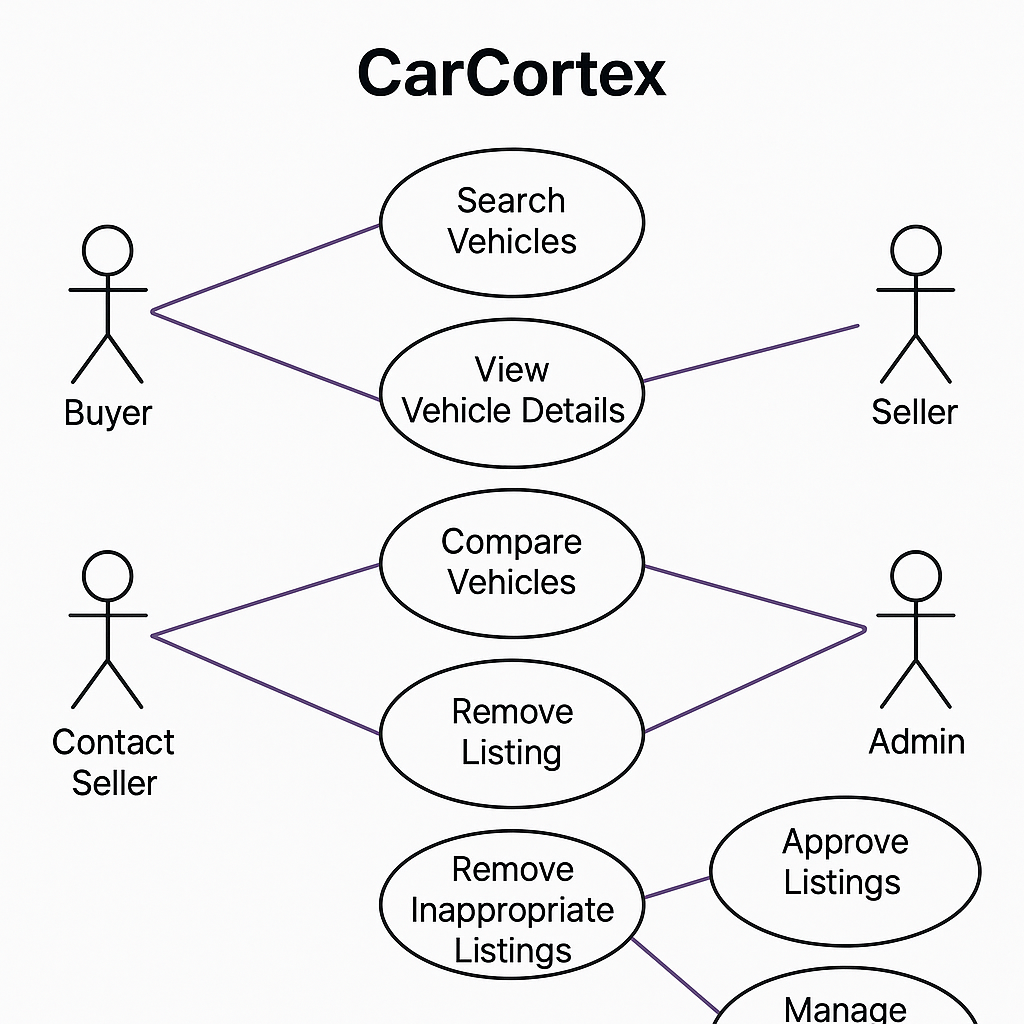 CarCortex
Search
Vehicles
Buyer
View
Vehicle Details
Seller
Compare
Vehicles
Contact
Seller
Remove
Listing
Admin
Remove
Inappropriate
Listings
Approve
Listings
Manage